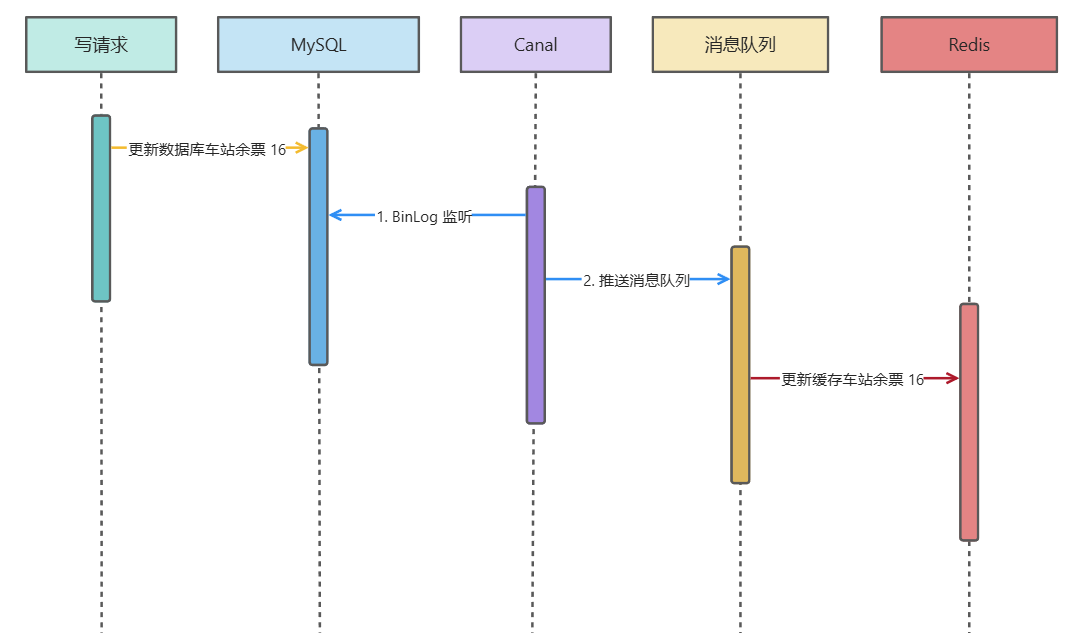 写请求
MySQL
Canal
消息队列
Redis
更新数据库车站余票 16
1. BinLog 监听
2. 推送消息队列
更新缓存车站余票 16